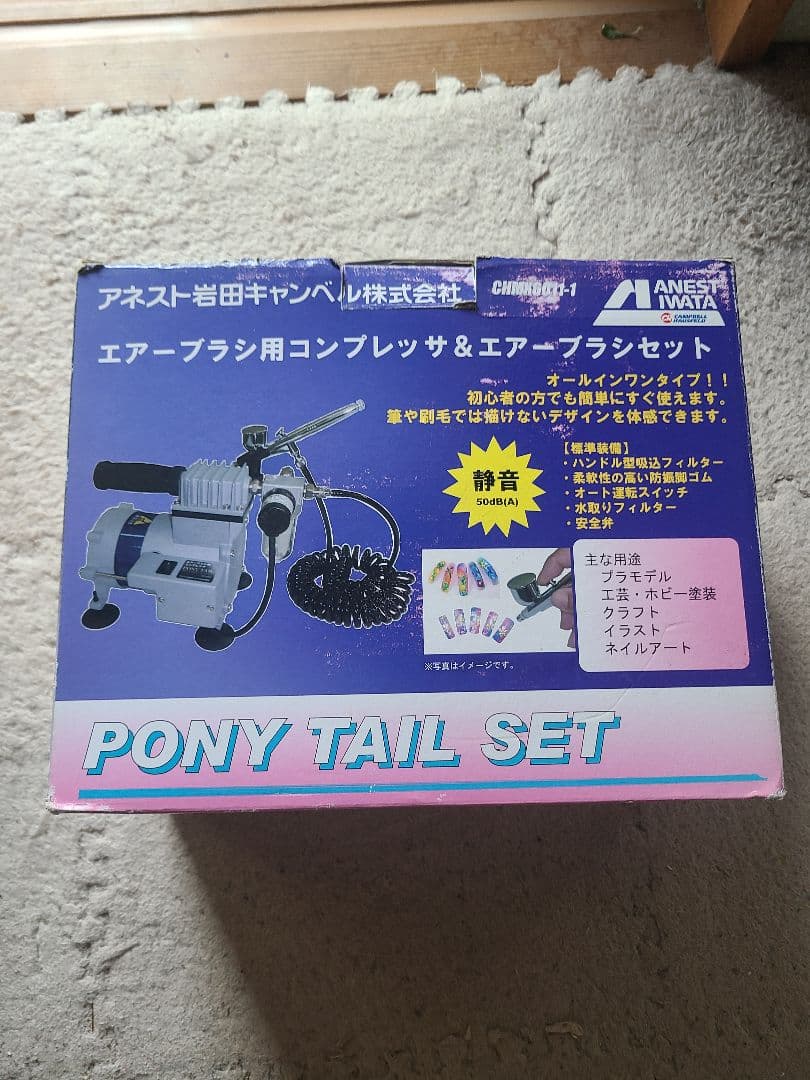 アネスト岩田キャンベル株式会社
ANEST
IWATA
CAMPBELL
HAUSFELD
エアーブラシ用コンプレッサ＆エアーブラシセット
オールインワンタイプ！！
初心者の方でも簡単にすぐ使えます。
筆や刷毛では描けないデザインを体感できます。
静音
50dB(A)
【標準装備】
・ハンドル型吸込フィルター
・柔軟性の高い防振脚ゴム
・オート運転スイッチ
・水取りフィルター
・安全弁
主な用途
プラモデル
工芸・ホビー塗装
クラフト
イラスト
ネイルアート
※写真はイメージです。
PONY TAIL SET